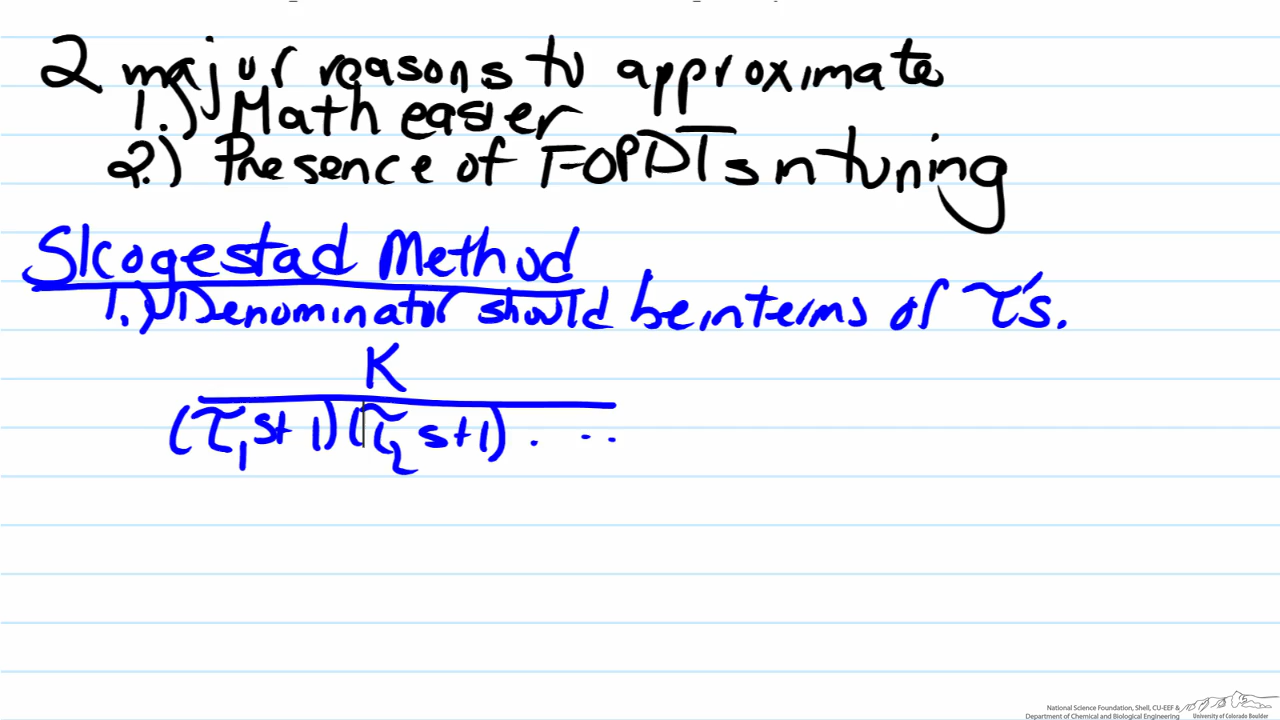 2 major reasons to approximate
1.) Math easier
2.) Presence of FOPDTs in tuning
Skogestad Method
1.) Denominator should be in terms of τ's.
K
(τ₁s+1)(τ₂s+1) . . . .
National Science Foundation, Shell, CU-EEF &
Department of Chemical and Biological Engineering
University of Colorado Boulder